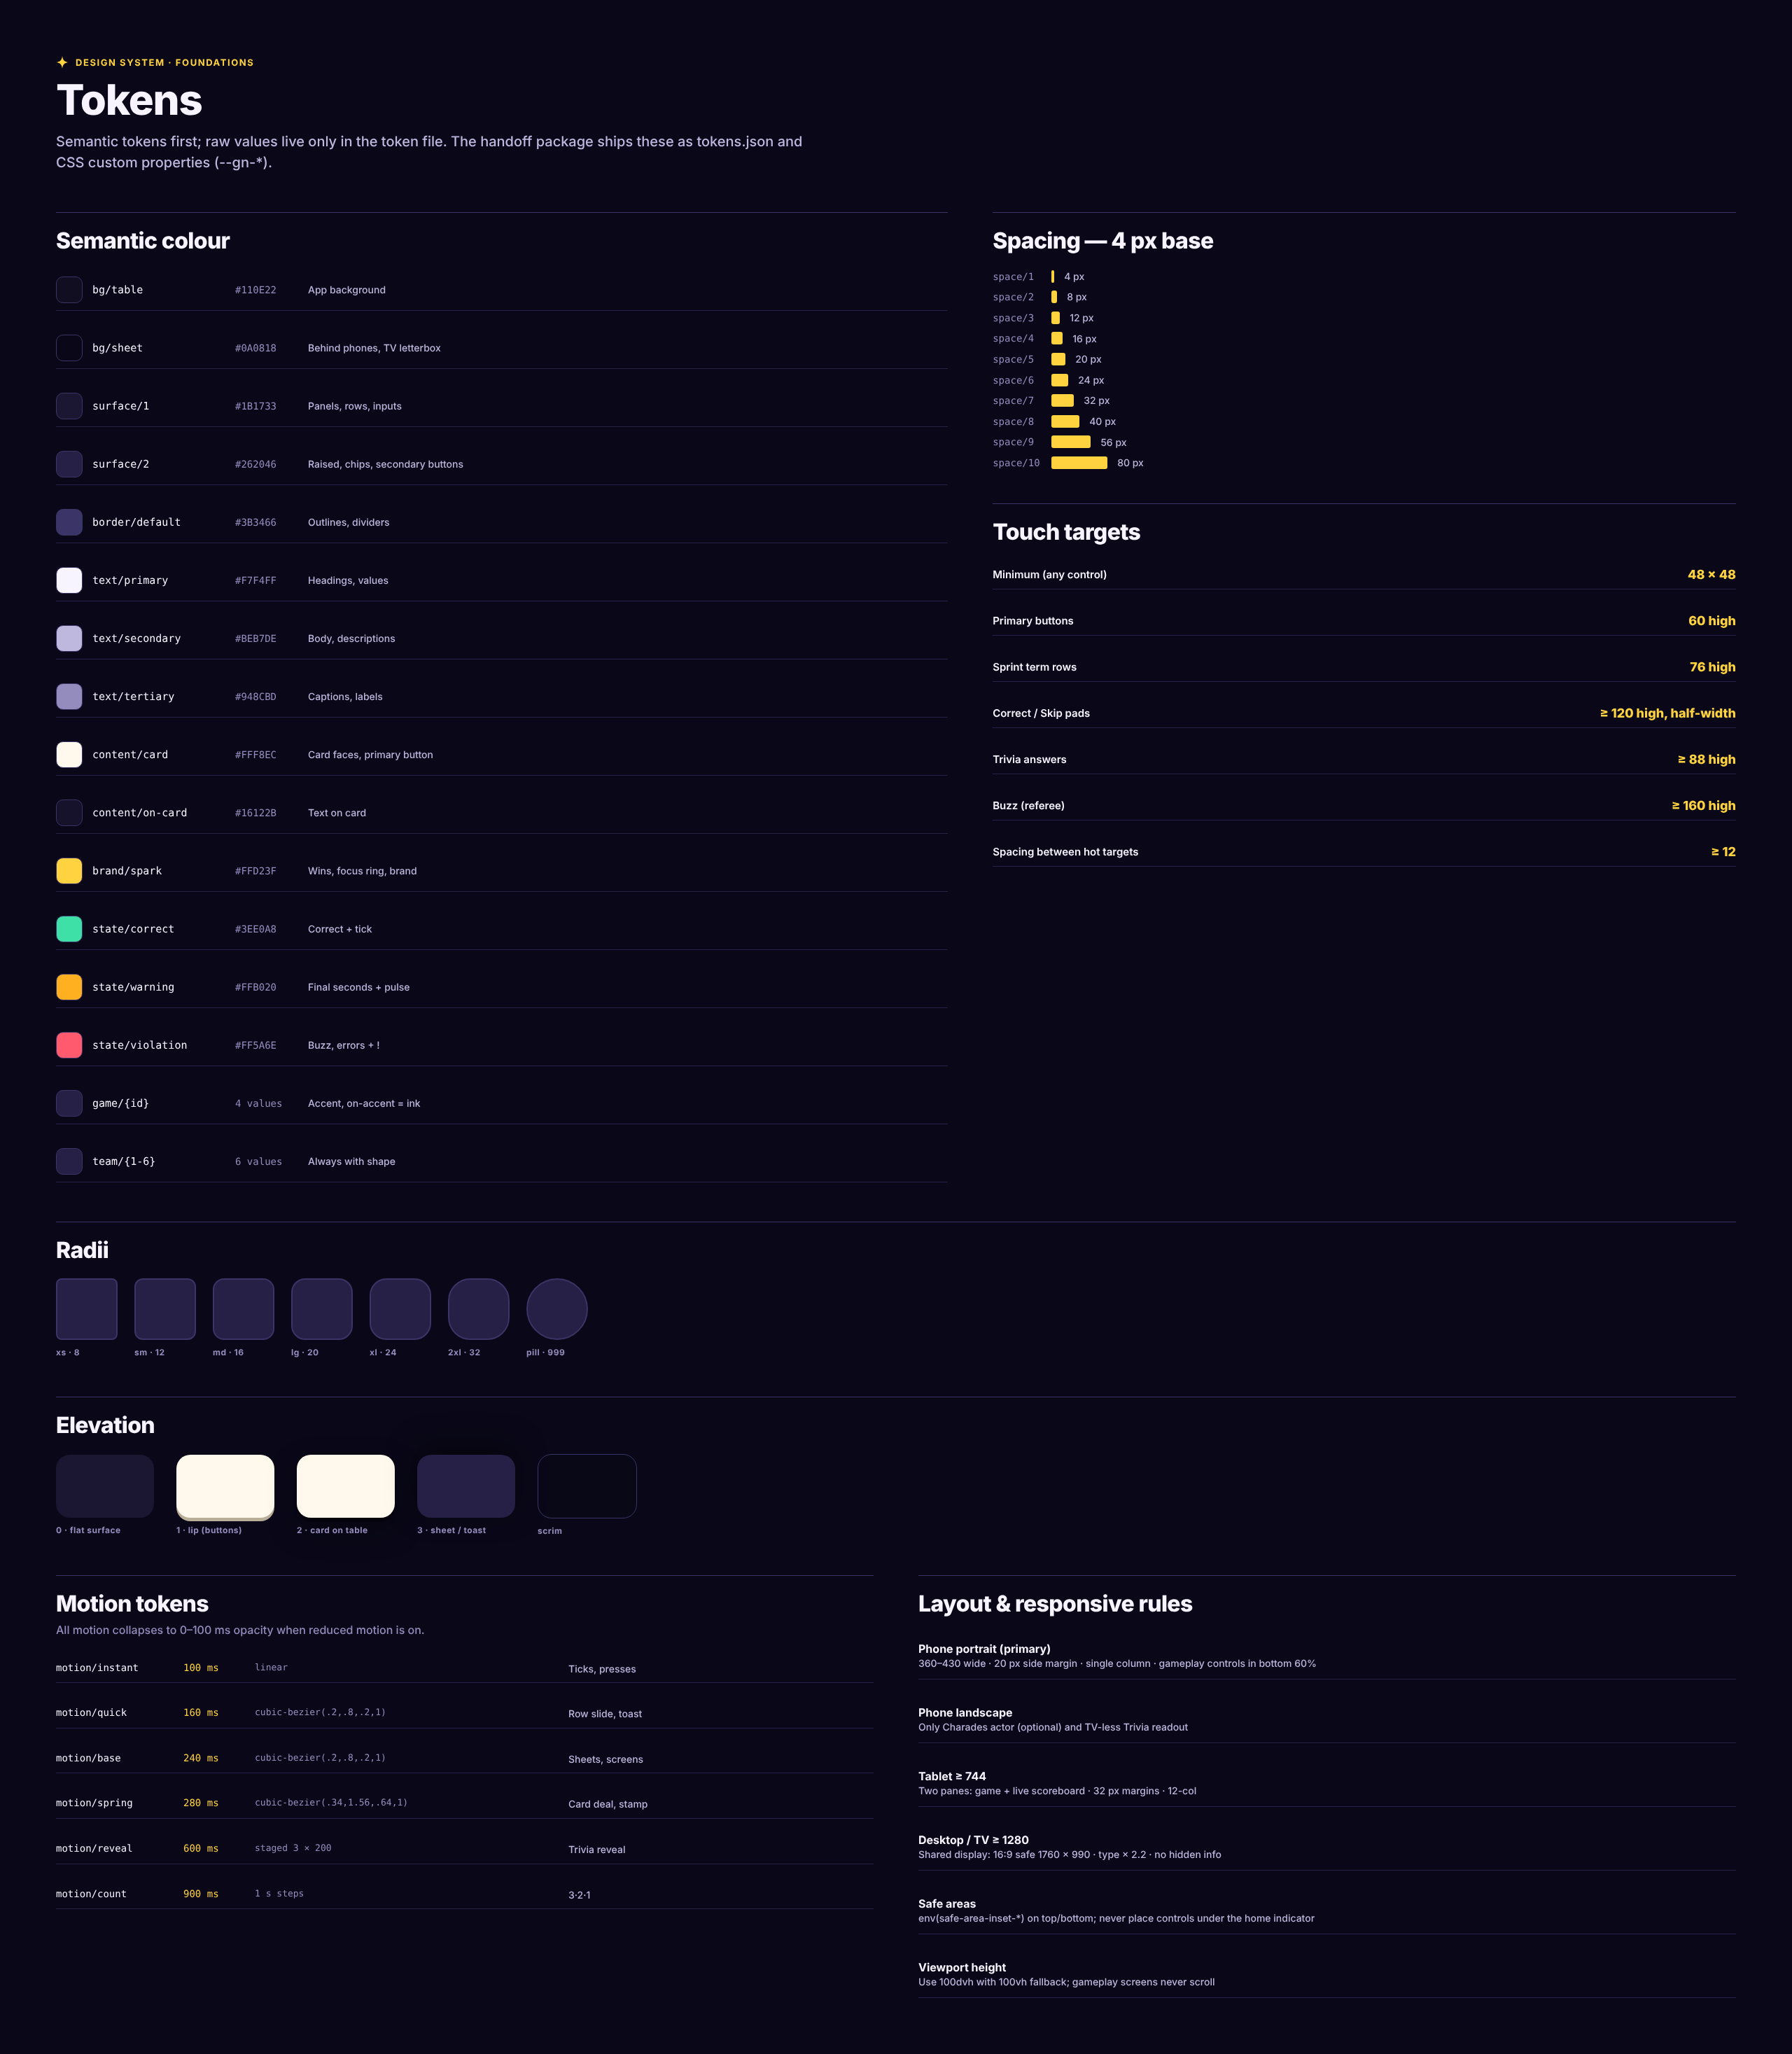 ✦ DESIGN SYSTEM · FOUNDATIONS
Tokens
Semantic tokens first; raw values live only in the token file. The handoff package ships these as tokens.json and
CSS custom properties (--gn-*).
Semantic colour
bg/table #110E22 App background
bg/sheet #0A0818 Behind phones, TV letterbox
surface/1 #1B1733 Panels, rows, inputs
surface/2 #262046 Raised, chips, secondary buttons
border/default #3B3466 Outlines, dividers
text/primary #F7F4FF Headings, values
text/secondary #BEB7DE Body, descriptions
text/tertiary #948CBD Captions, labels
content/card #FFF8EC Card faces, primary button
content/on-card #16122B Text on card
brand/spark #FFD23F Wins, focus ring, brand
state/correct #3EE0A8 Correct + tick
state/warning #FFB020 Final seconds + pulse
state/violation #FF5A6E Buzz, errors + !
game/{id} 4 values Accent, on-accent = ink
team/{1-6} 6 values Always with shape
Spacing — 4 px base
space/1 4 px
space/2 8 px
space/3 12 px
space/4 16 px
space/5 20 px
space/6 24 px
space/7 32 px
space/8 40 px
space/9 56 px
space/10 80 px
Touch targets
Minimum (any control) 48 × 48
Primary buttons 60 high
Sprint term rows 76 high
Correct / Skip pads ≥ 120 high, half-width
Trivia answers ≥ 88 high
Buzz (referee) ≥ 160 high
Spacing between hot targets ≥ 12
Radii
xs · 8 sm · 12 md · 16 lg · 20 xl · 24 2xl · 32 pill · 999
Elevation
0 · flat surface 1 · lip (buttons) 2 · card on table 3 · sheet / toast scrim
Motion tokens
All motion collapses to 0–100 ms opacity when reduced motion is on.
motion/instant 100 ms linear Ticks, presses
motion/quick 160 ms cubic-bezier(.2,.8,.2,1) Row slide, toast
motion/base 240 ms cubic-bezier(.2,.8,.2,1) Sheets, screens
motion/spring 280 ms cubic-bezier(.34,1.56,.64,1) Card deal, stamp
motion/reveal 600 ms staged 3 × 200 Trivia reveal
motion/count 900 ms 1 s steps 3·2·1
Layout & responsive rules
Phone portrait (primary)
360–430 wide · 20 px side margin · single column · gameplay controls in bottom 60%
Phone landscape
Only Charades actor (optional) and TV-less Trivia readout
Tablet ≥ 744
Two panes: game + live scoreboard · 32 px margins · 12-col
Desktop / TV ≥ 1280
Shared display: 16:9 safe 1760 × 990 · type × 2.2 · no hidden info
Safe areas
env(safe-area-inset-*) on top/bottom; never place controls under the home indicator
Viewport height
Use 100dvh with 100vh fallback; gameplay screens never scroll